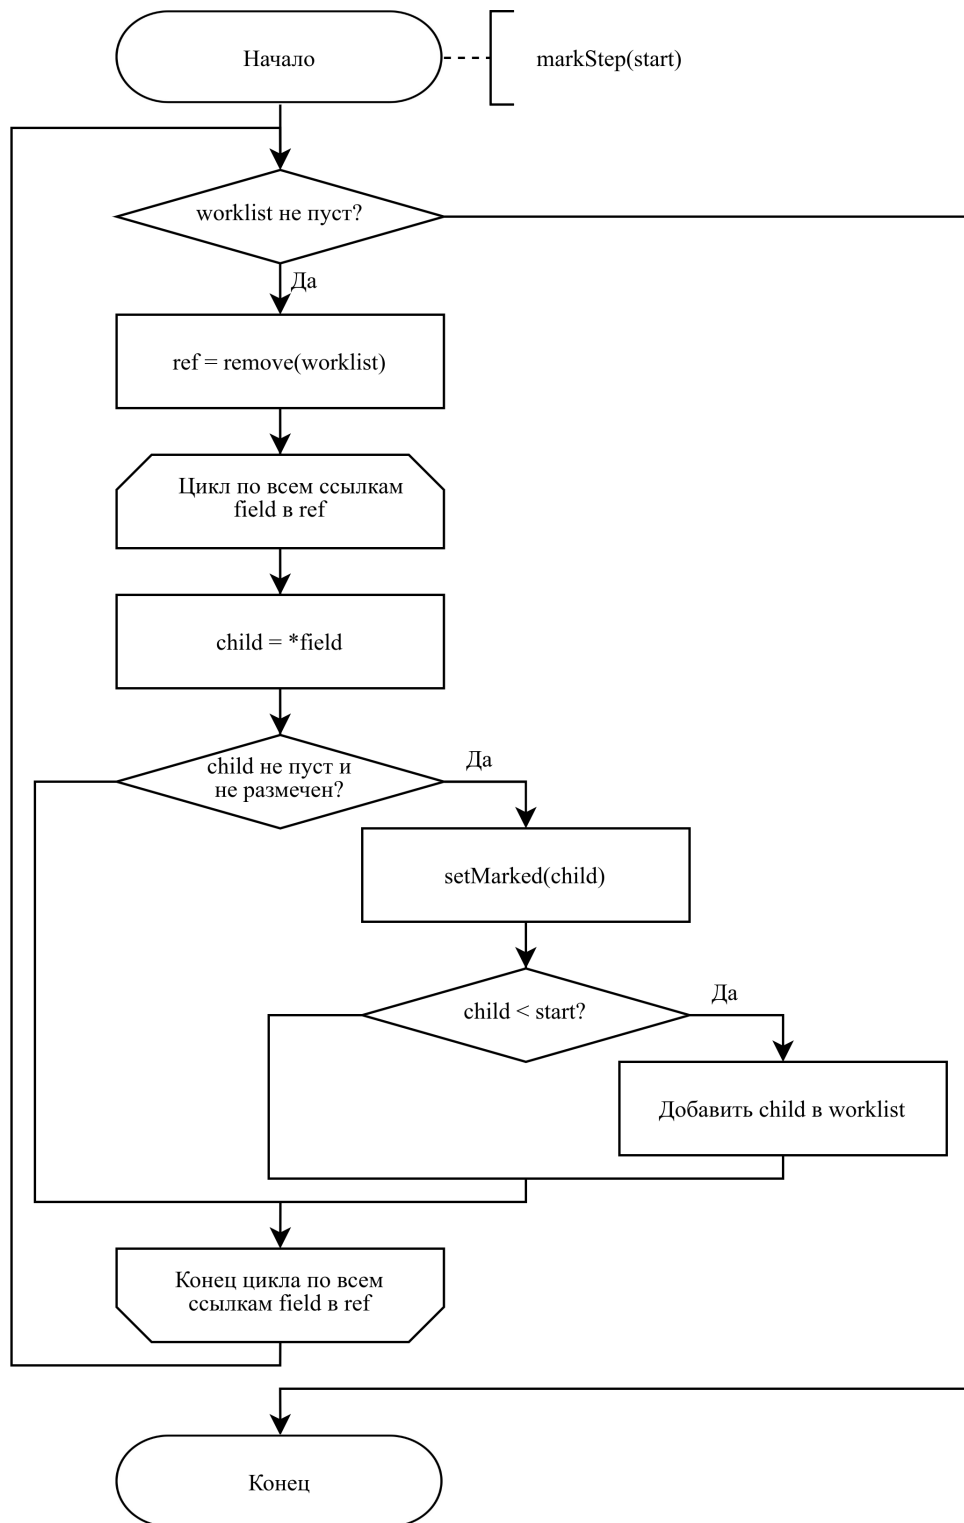 Начало
markStep(start)
worklist не пуст?
Да
ref = remove(worklist)
Цикл по всем ссылкам
field в ref
child = *field
child не пуст и
не размечен?
Да
setMarked(child)
child < start?
Да
Добавить child в worklist
Конец цикла по всем
ссылкам field в ref
Конец